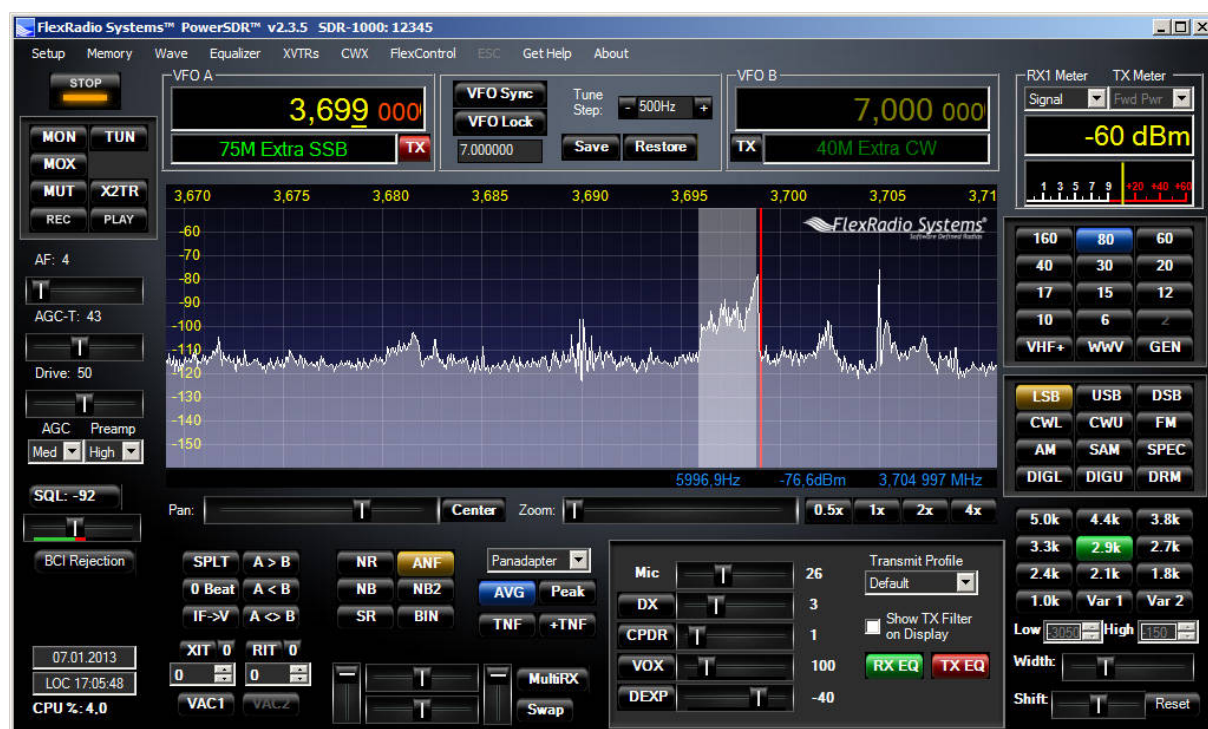 FlexRadio Systems™ PowerSDR™ v2.3.5 SDR-1000: 12345
Setup Memory Wave Equalizer XVTRs CWX FlexControl ESC Get Help About
STOP
VFO A
3,699 000
75M Extra SSB TX
VFO Sync
VFO Lock
7.000000
Tune
Step: - 500Hz +
Save Restore
VFO B
7,000 000
TX 40M Extra CW
RX1 Meter TX Meter
Signal Fwd Pwr
-60 dBm
1 3 5 7 9 +20 +40 +60
MON TUN
MOX
MUT X2TR
REC PLAY
AF: 4
AGC-T: 43
Drive: 50
AGC Preamp
Med High
SQL: -92
BCI Rejection
07.01.2013
LOC 17:05:48
CPU %: 4,0
3,670 3,675 3,680 3,685 3,690 3,695 3,700 3,705 3,71
FlexRadio Systems®
Software Defined Radios
-60
-70
-80
-90
-100
-110
-120
-130
-140
-150
5996,9Hz -76,6dBm 3,704 997 MHz
Pan: Center Zoom: 0.5x 1x 2x 4x
160 80 60
40 30 20
17 15 12
10 6 2
VHF+ WWV GEN
LSB USB DSB
CWL CWU FM
AM SAM SPEC
DIGL DIGU DRM
5.0k 4.4k 3.8k
3.3k 2.9k 2.7k
2.4k 2.1k 1.8k
1.0k Var 1 Var 2
Low -3050 High -150
Width:
Shift: Reset
SPLT A > B
0 Beat A < B
IF->V A <> B
XIT 0 RIT 0
0 0
VAC1 VAC2
NR ANF
NB NB2
SR BIN
Panadapter
AVG Peak
TNF +TNF
MultiRX
Swap
Mic 26
DX 3
CPDR 1
VOX 100
DEXP -40
Transmit Profile
Default
Show TX Filter
on Display
RX EQ TX EQ